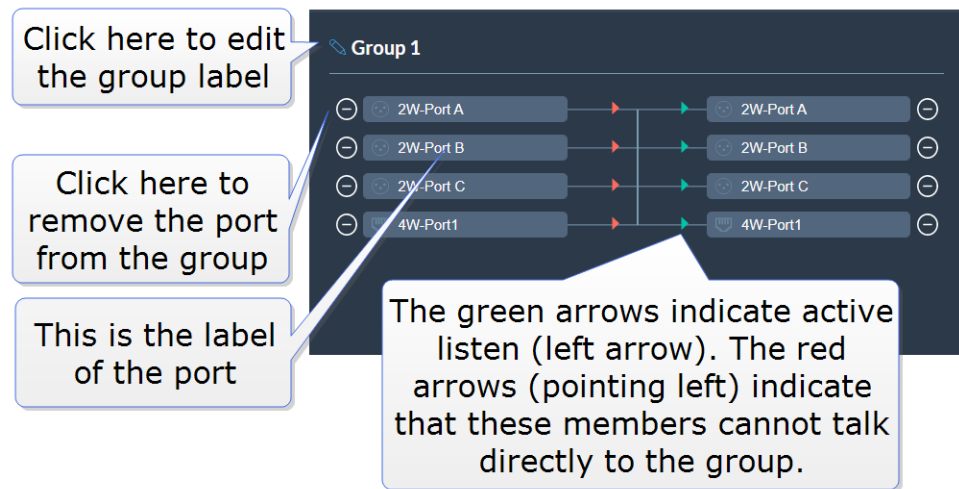 Click here to edit
the group label
Group 1
2W-Port A
2W-Port A
2W-Port B
2W-Port B
2W-Port C
2W-Port C
4W-Port1
4W-Port1
Click here to
remove the port
from the group
This is the label
of the port
The green arrows indicate active
listen (left arrow). The red
arrows (pointing left) indicate
that these members cannot talk
directly to the group.